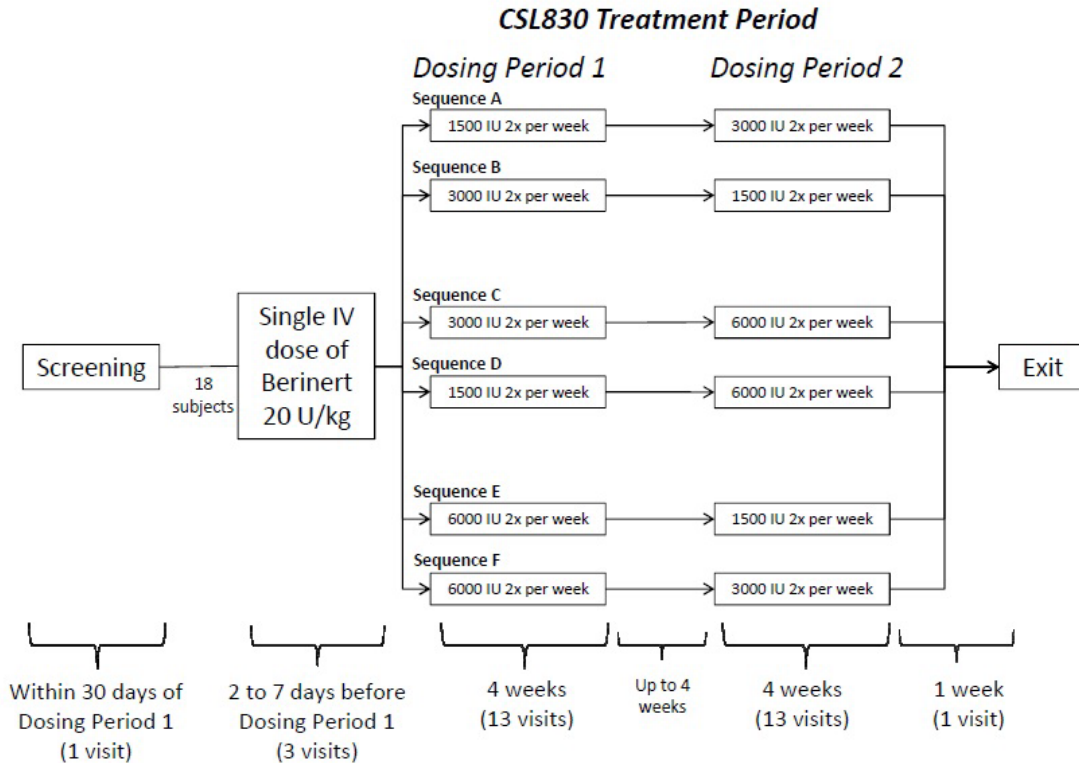 CSL830 Treatment Period
Dosing Period 1
Dosing Period 2
Sequence A
1500 IU 2x per week
3000 IU 2x per week
Sequence B
3000 IU 2x per week
1500 IU 2x per week
Sequence C
3000 IU 2x per week
6000 IU 2x per week
Sequence D
1500 IU 2x per week
6000 IU 2x per week
Sequence E
6000 IU 2x per week
1500 IU 2x per week
Sequence F
6000 IU 2x per week
3000 IU 2x per week
Screening
18
subjects
Single IV
dose of
Berinert
20 U/kg
Exit
Within 30 days of
Dosing Period 1
(1 visit)
2 to 7 days before
Dosing Period 1
(3 visits)
4 weeks
(13 visits)
Up to 4
weeks
4 weeks
(13 visits)
1 week
(1 visit)